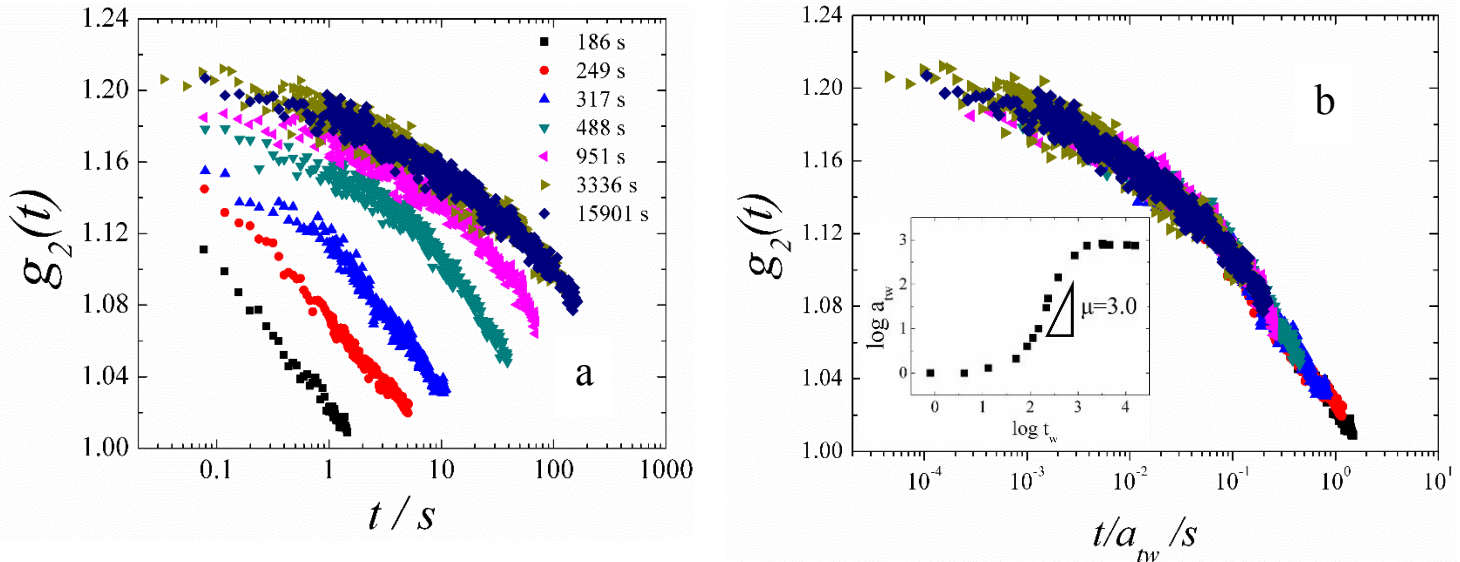 1.24
1.20
1.16
1.12
1.08
1.04
1.00
g2(t)
186 s
249 s
317 s
488 s
951 s
3336 s
15901 s
a
0.1 1 10 100 1000
t / s
1.24
1.20
1.16
1.12
1.08
1.04
1.00
g2(t)
b
3
2
1
0
log atw
μ=3.0
0 1 2 3 4
log tw
10-4 10-3 10-2 10-1 100 101
t/atw/s